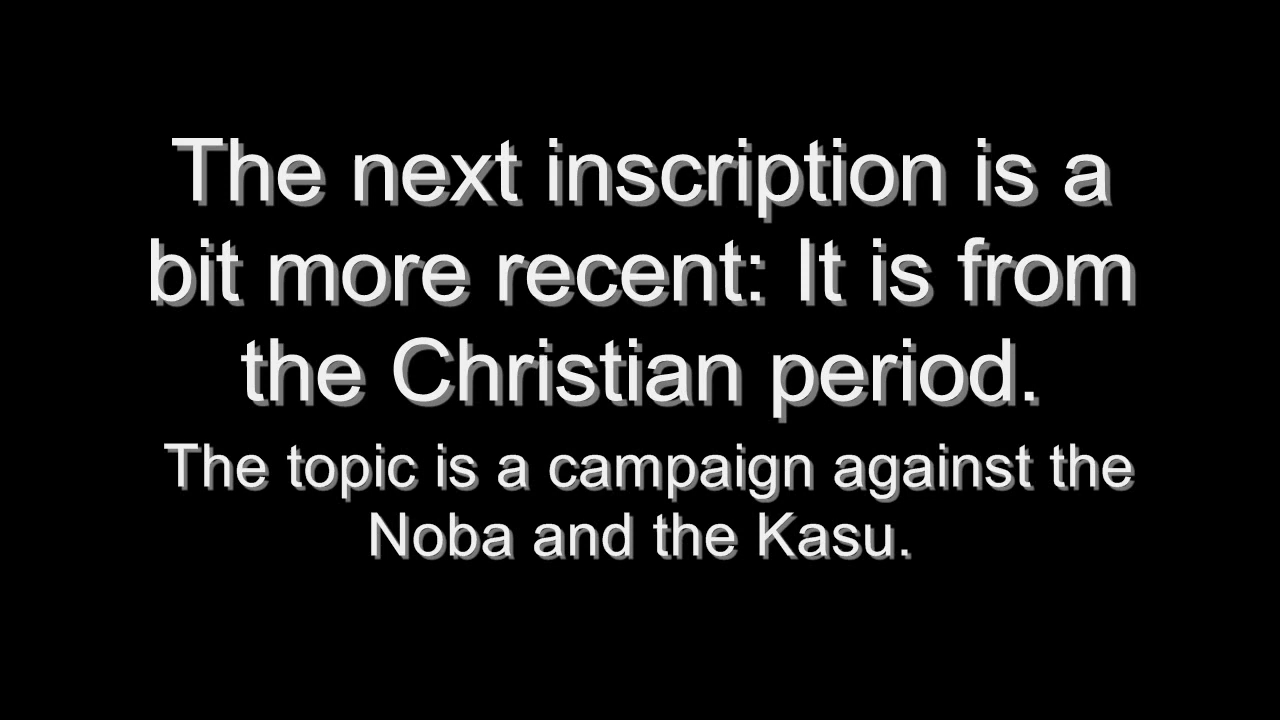 The next inscription is a
bit more recent: It is from
the Christian period.
The topic is a campaign against the
Noba and the Kasu.